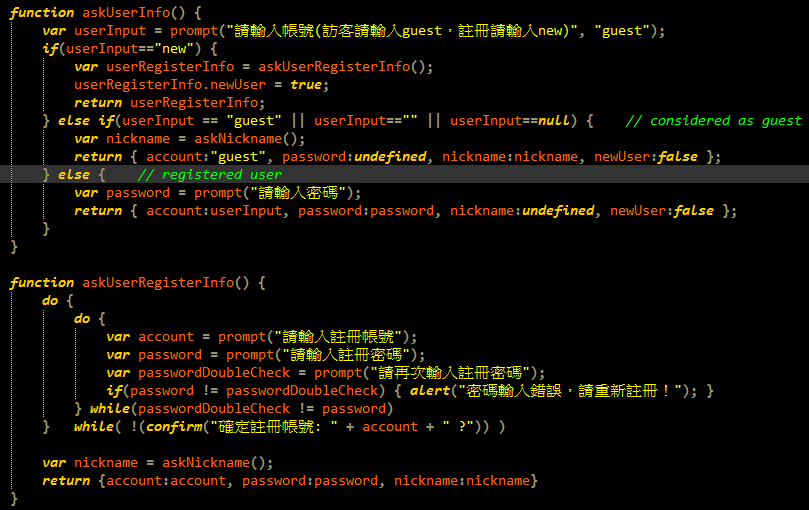 function askUserInfo() {
    var userInput = prompt("請輸入帳號(訪客請輸入guest，註冊請輸入new)", "guest");
    if(userInput=="new") {
        var userRegisterInfo = askUserRegisterInfo();
        userRegisterInfo.newUser = true;
        return userRegisterInfo;
    } else if(userInput == "guest" || userInput=="" || userInput==null) {    // considered as guest
        var nickname = askNickname();
        return { account:"guest", password:undefined, nickname:nickname, newUser:false };
    } else {    // registered user
        var password = prompt("請輸入密碼");
        return { account:userInput, password:password, nickname:undefined, newUser:false };
    }
}

function askUserRegisterInfo() {
    do {
        do {
            var account = prompt("請輸入註冊帳號");
            var password = prompt("請輸入註冊密碼");
            var passwordDoubleCheck = prompt("請再次輸入註冊密碼");
            if(password != passwordDoubleCheck) { alert("密碼輸入錯誤，請重新註冊！"); }
        } while(passwordDoubleCheck != password)
    }   while( !(confirm("確定註冊帳號: " + account + " ?")) )

    var nickname = askNickname();
    return {account:account, password:password, nickname:nickname}
}